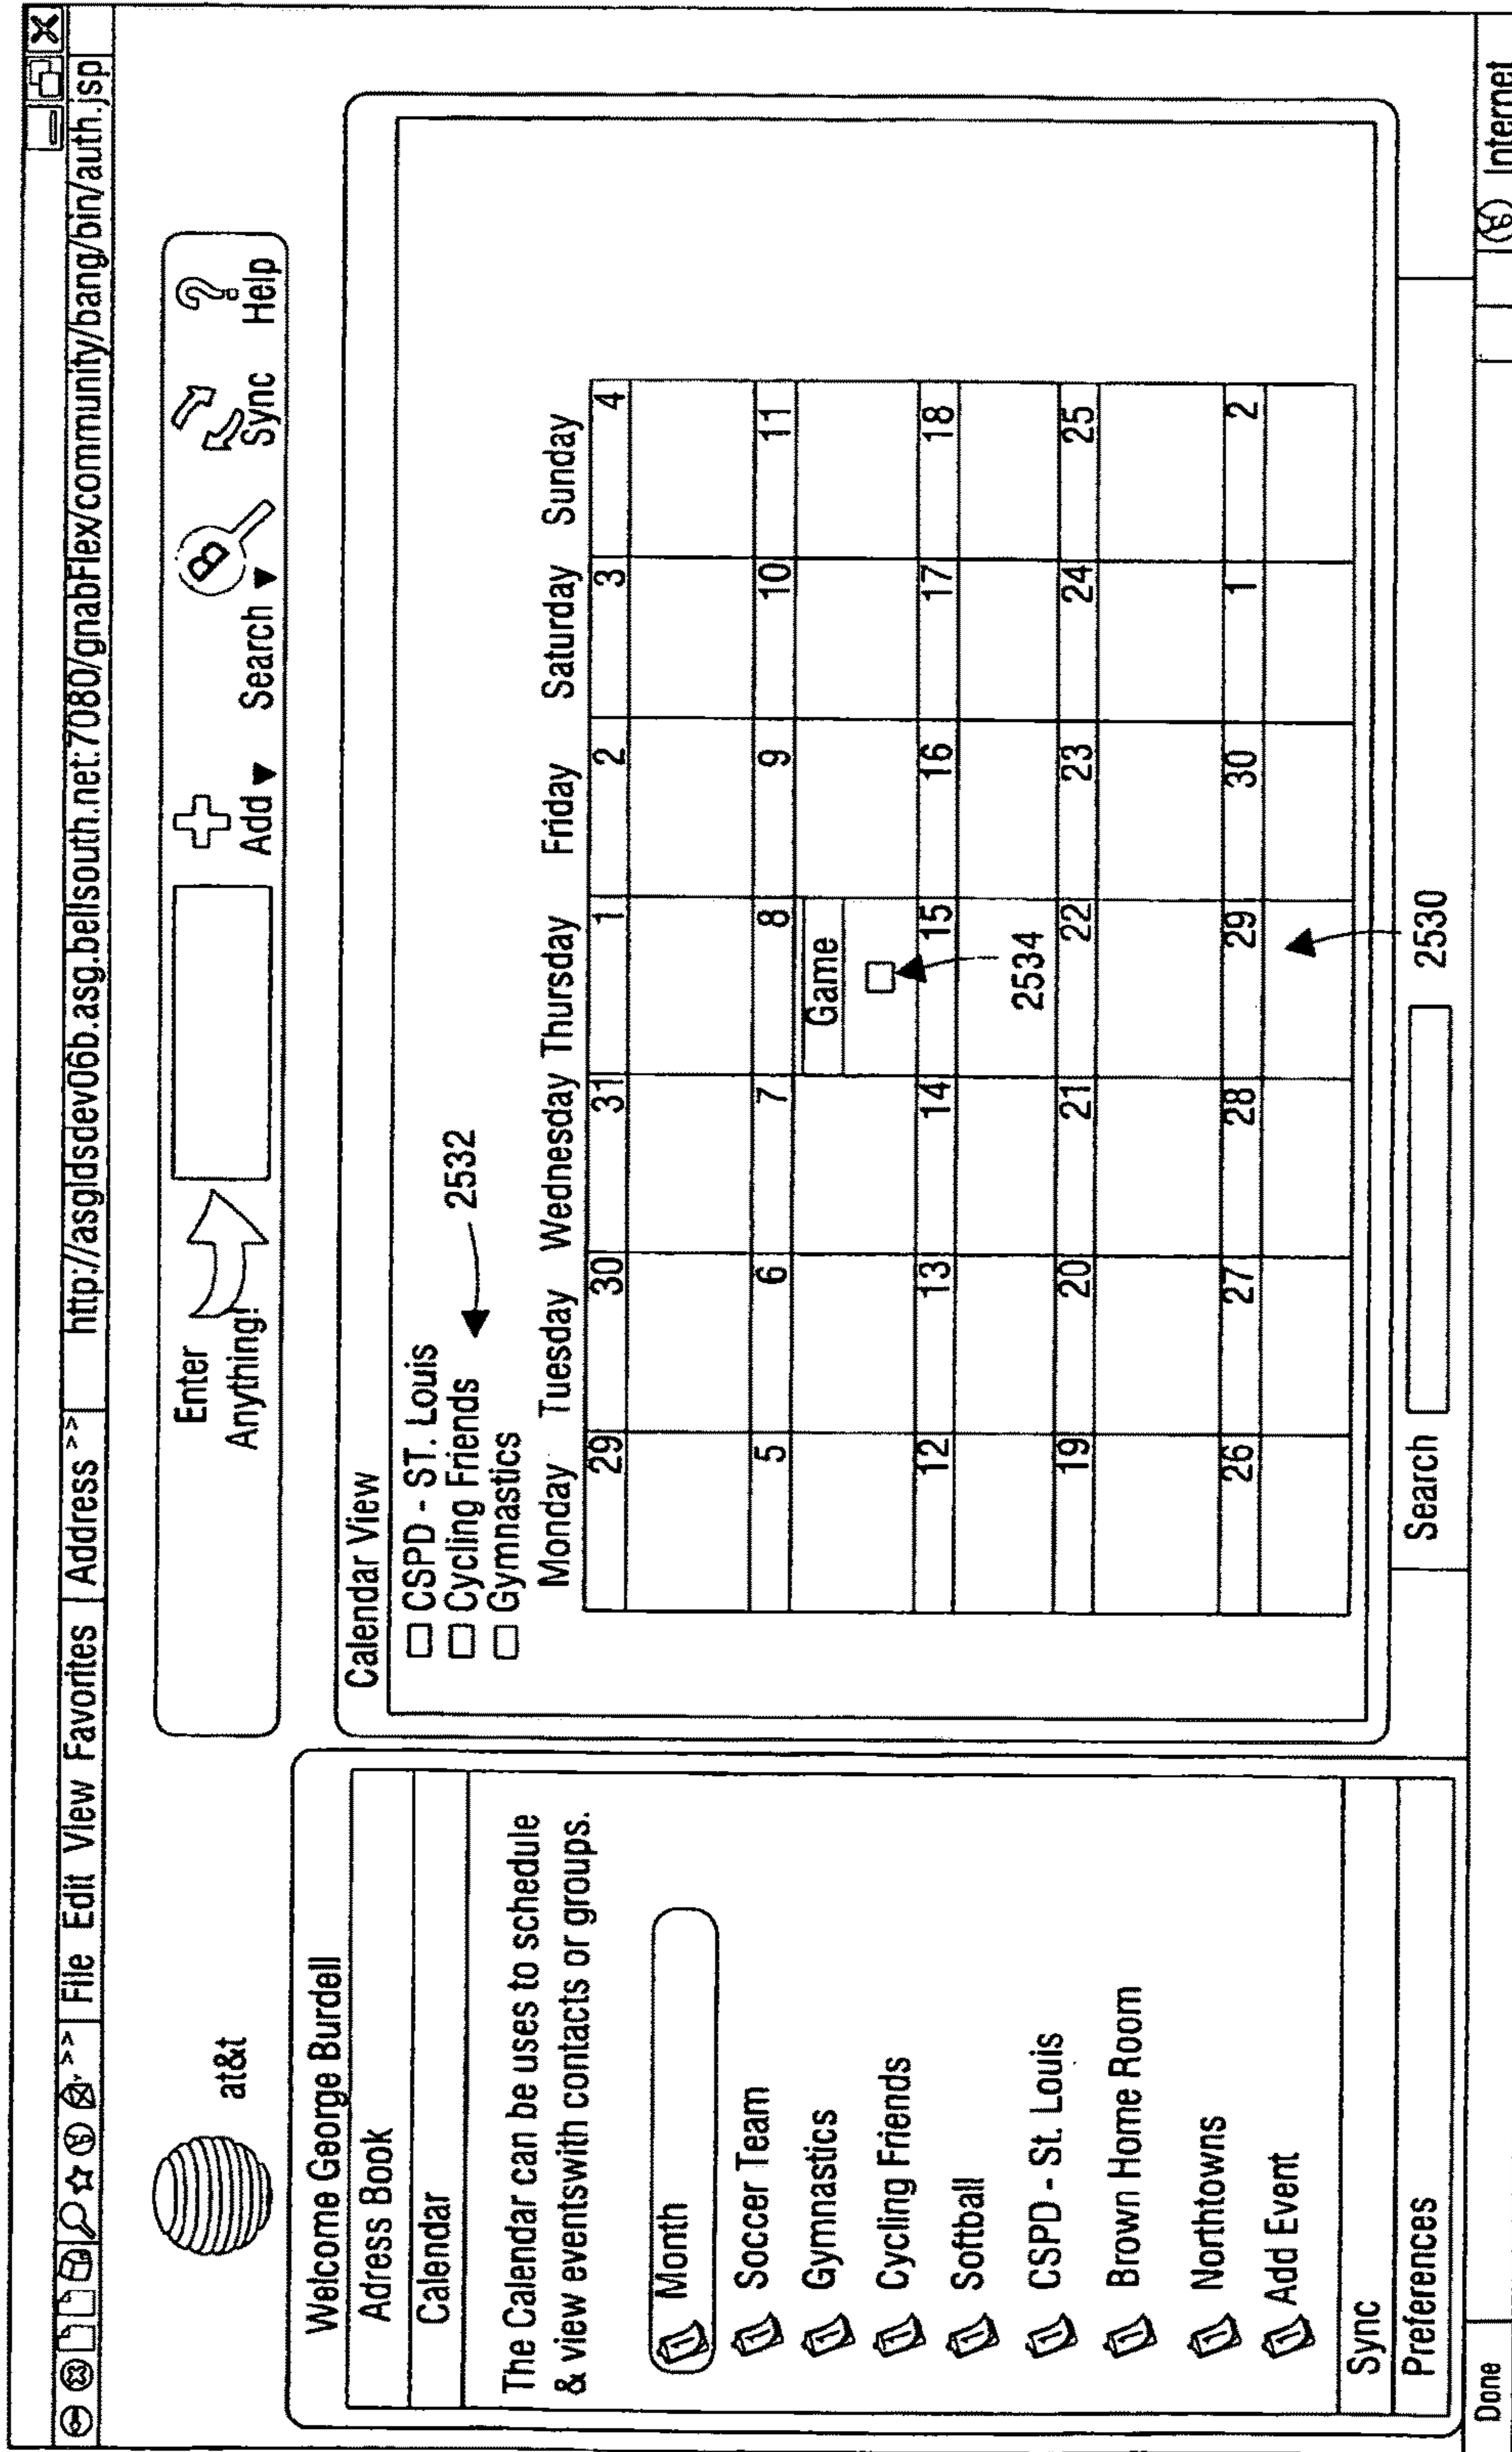 File Edit View Favorites Address >> http://asgldsdev06b.asg.bellsouth.net:7080/gnabFlex/community/bang/bin/auth.jsp
at&t
Enter
Anything!
Add ▼ Search ▼ Sync Help
Welcome George Burdell
Adress Book
Calendar
The Calendar can be uses to schedule
& view eventswith contacts or groups.
Month
Soccer Team
Gymnastics
Cycling Friends
Softball
CSPD - St. Louis
Brown Home Room
Northtowns
Add Event
Sync
Preferences
Calendar View
CSPD - ST. Louis
Cycling Friends
Gymnastics
2532
Monday Tuesday Wednesday Thursday Friday Saturday Sunday
29 30 31 1 2 3 4
5 6 7 8 9 10 11
Game
12 13 14 15 16 17 18
2534
19 20 21 22 23 24 25
26 27 28 29 30 1 2
Search
2530
Done
Internet